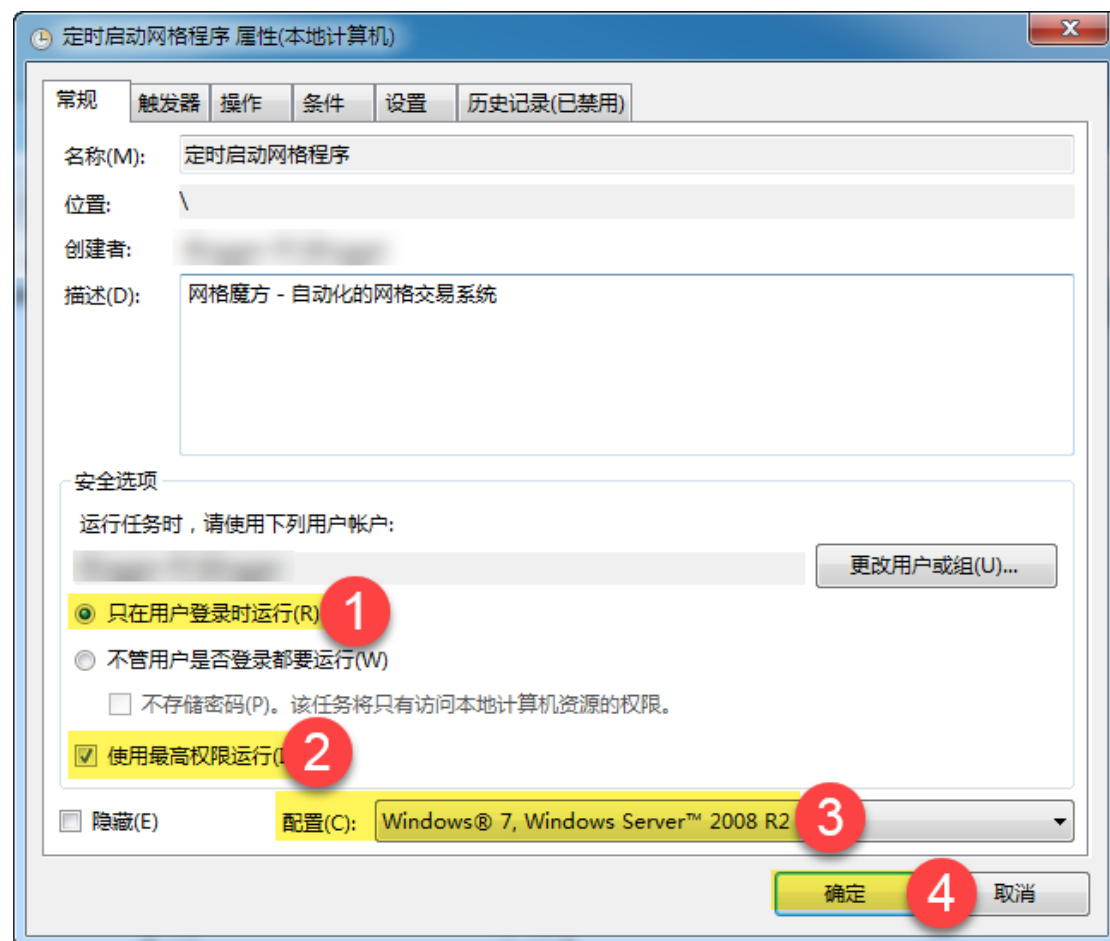 定时启动网格程序 属性(本地计算机)
常规 触发器 操作 条件 设置 历史记录(已禁用)
名称(M): 定时启动网格程序
位置: \
创建者:
描述(D): 网格魔方 - 自动化的网格交易系统
安全选项
运行任务时，请使用下列用户帐户:
更改用户或组(U)...
只在用户登录时运行(R) 1
不管用户是否登录都要运行(W)
不存储密码(P)。该任务将只有访问本地计算机资源的权限。
使用最高权限运行( 2
隐藏(E) 配置(C): Windows® 7, Windows Server™ 2008 R2 3
确定 4 取消